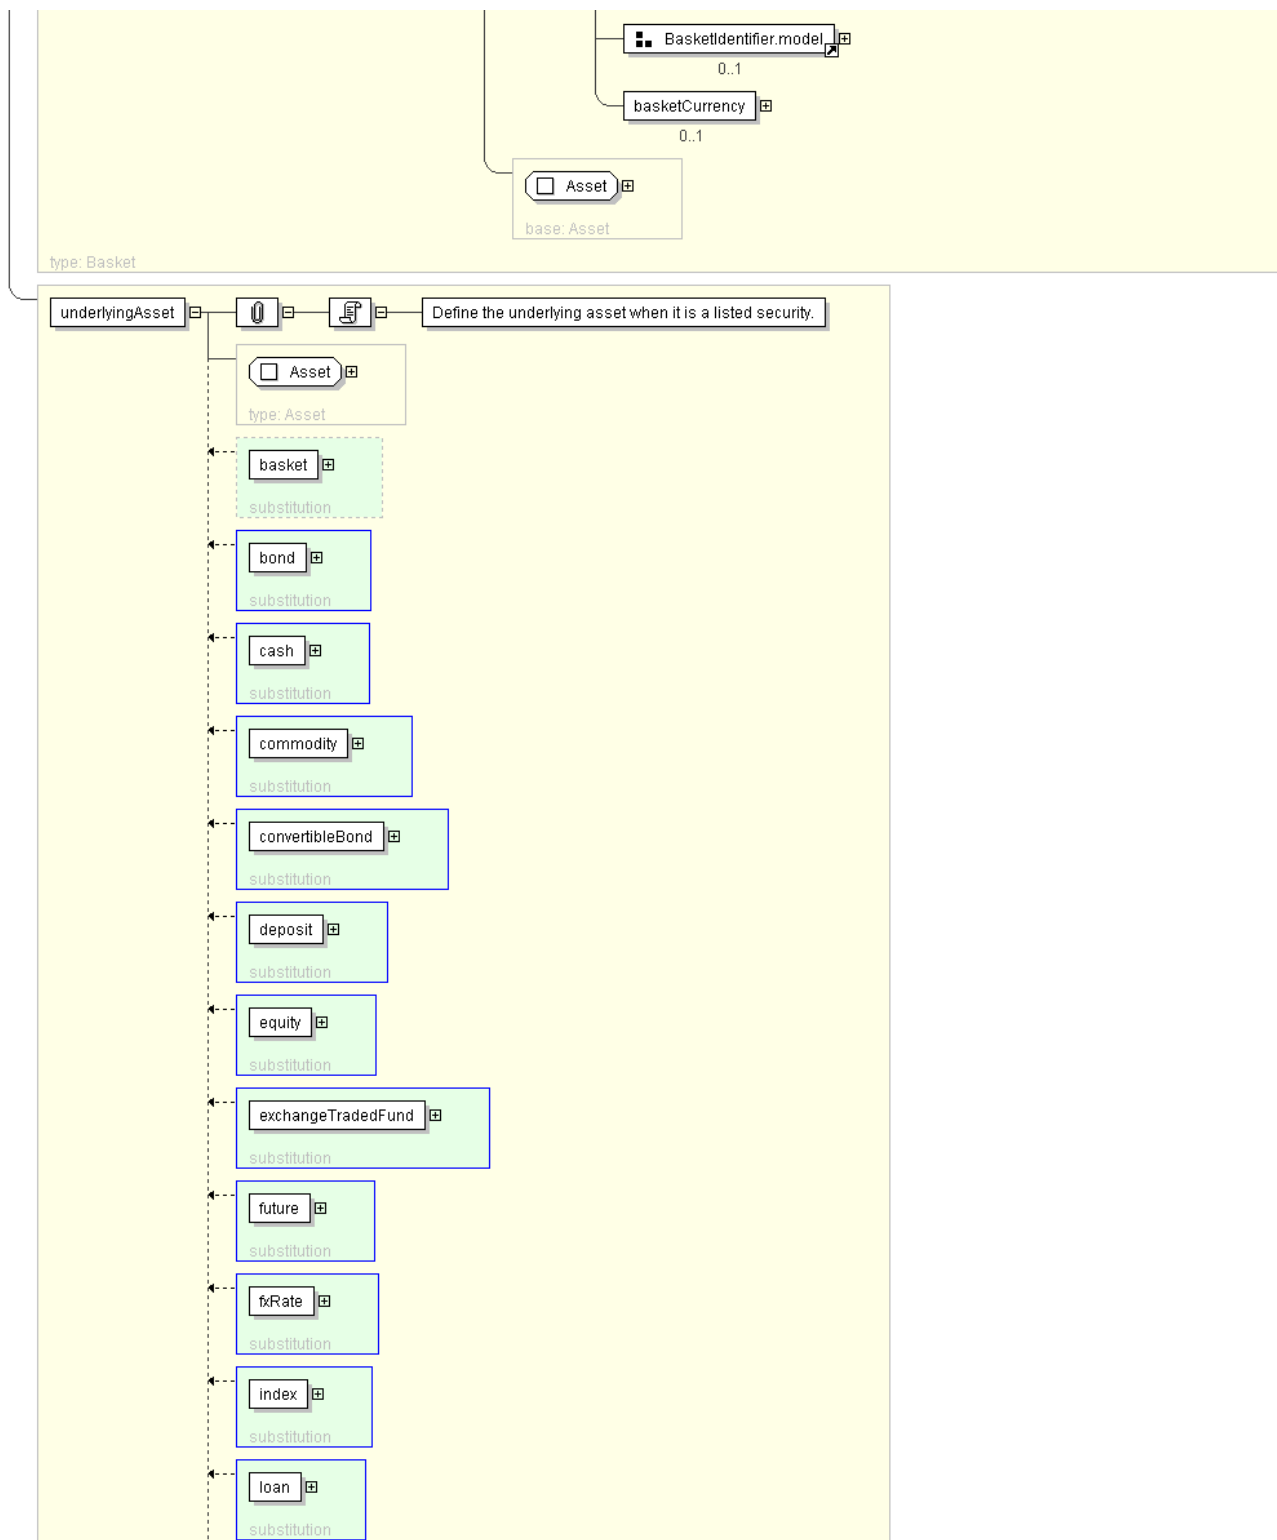 BasketIdentifier.model
0..1
basketCurrency
0..1
Asset
base: Asset
type: Basket
underlyingAsset
Define the underlying asset when it is a listed security.
Asset
type: Asset
basket
substitution
bond
substitution
cash
substitution
commodity
substitution
convertibleBond
substitution
deposit
substitution
equity
substitution
exchangeTradedFund
substitution
future
substitution
fxRate
substitution
index
substitution
loan
substitution